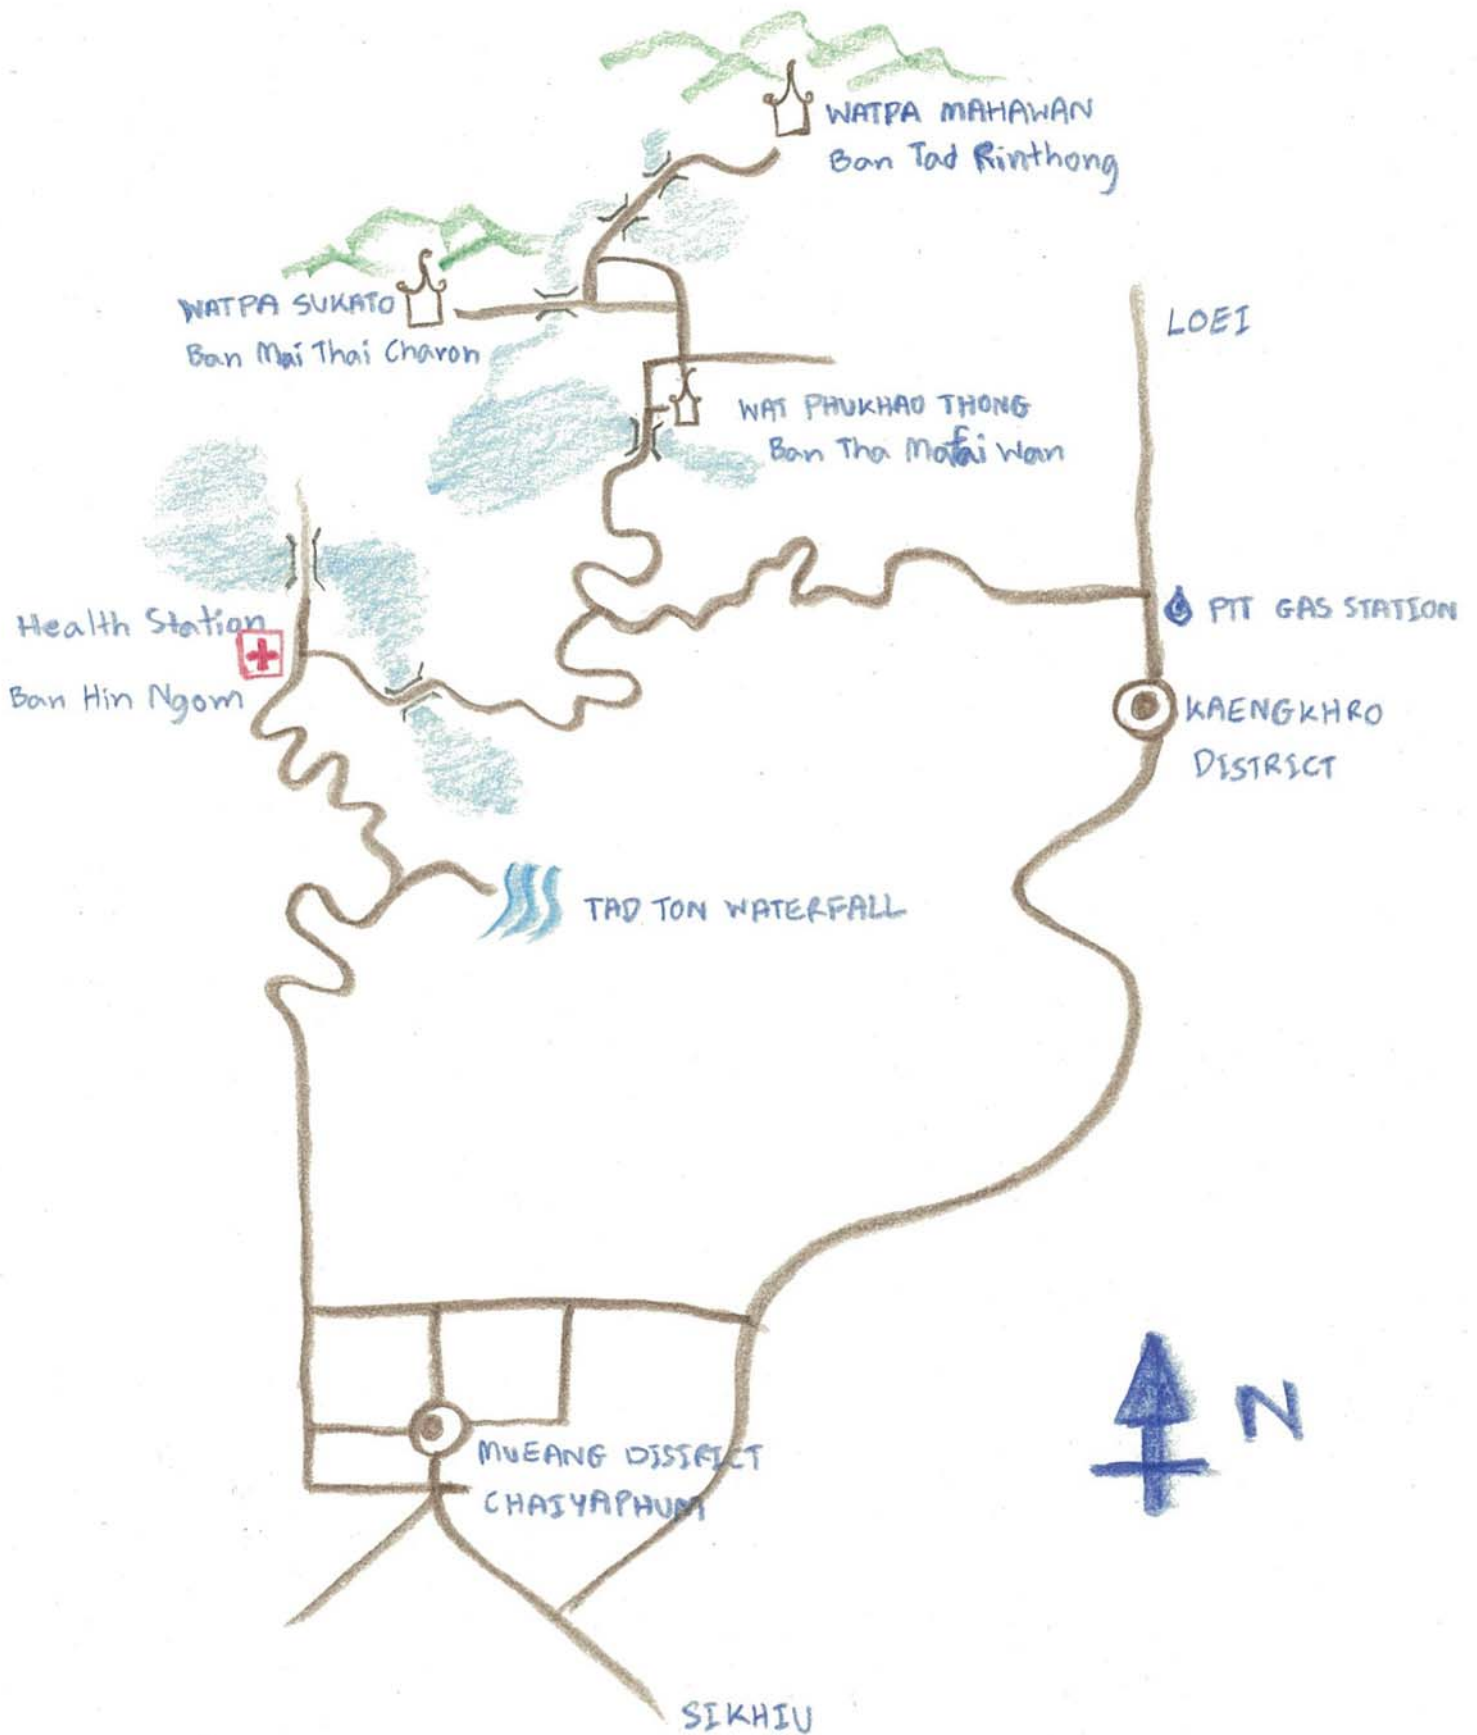 WATPA MAHAWAN
Ban Tad Rinthong
WATPA SUKATO
Ban Mai Thai Charon
LOEI
WAT PHUKHAO THONG
Ban Tha Mafai Wan
Health Station
Ban Hin Ngom
PTT GAS STATION
KAENGKHRO
DISTRICT
TAD TON WATERFALL
N
MUEANG DISTRICT
CHAIYAPHUM
SIKHIU